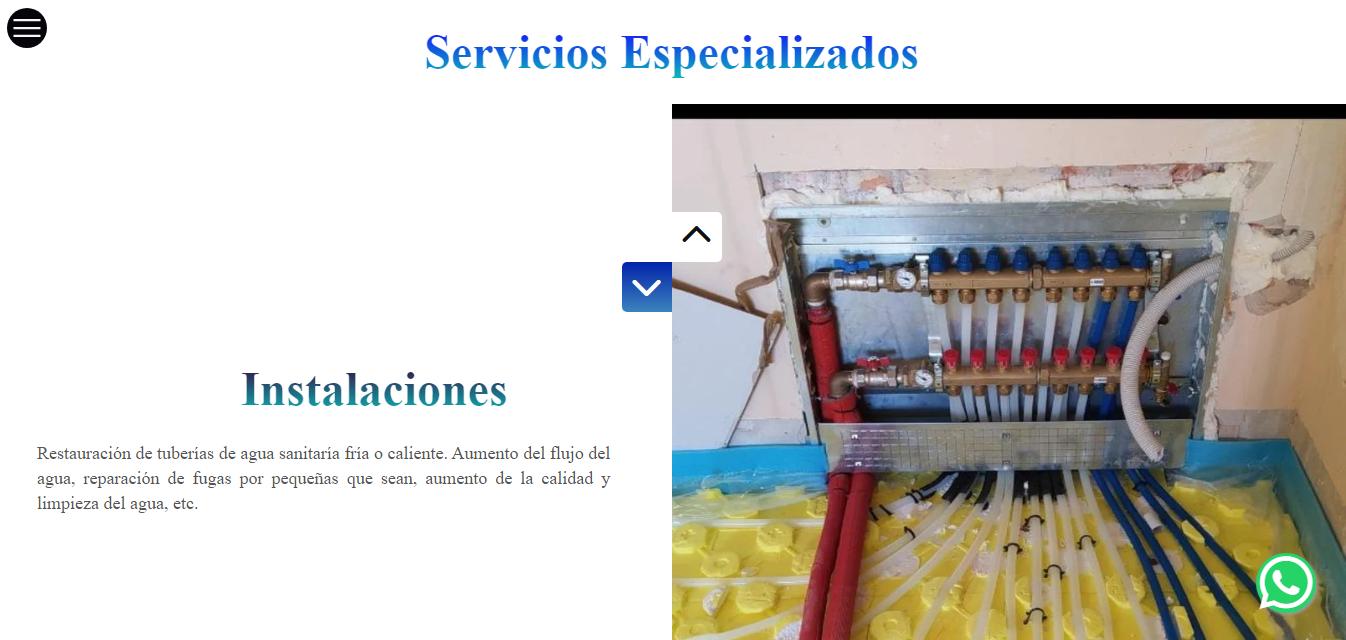 Servicios Especializados
Instalaciones
Restauración de tuberías de agua sanitaría fría o caliente. Aumento del flujo del
agua, reparación de fugas por pequeñas que sean, aumento de la calidad y
limpieza del agua, etc.